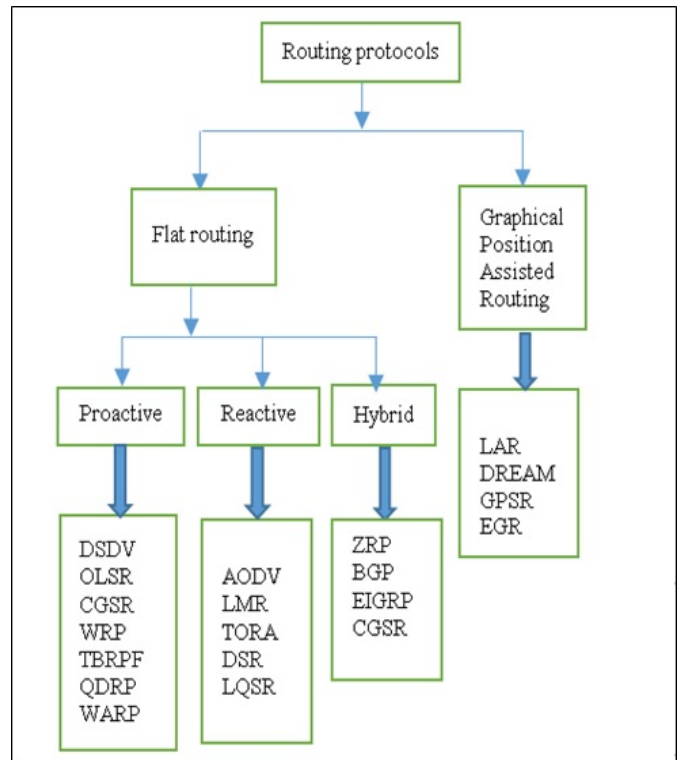 Routing protocols
Flat routing
Graphical
Position
Assisted
Routing
Proactive
Reactive
Hybrid
LAR
DREAM
GPSR
EGR
DSDV
OLSR
CGSR
WRP
TBRPF
QDRP
WARP
AODV
LMR
TORA
DSR
LQSR
ZRP
BGP
EIGRP
CGSR